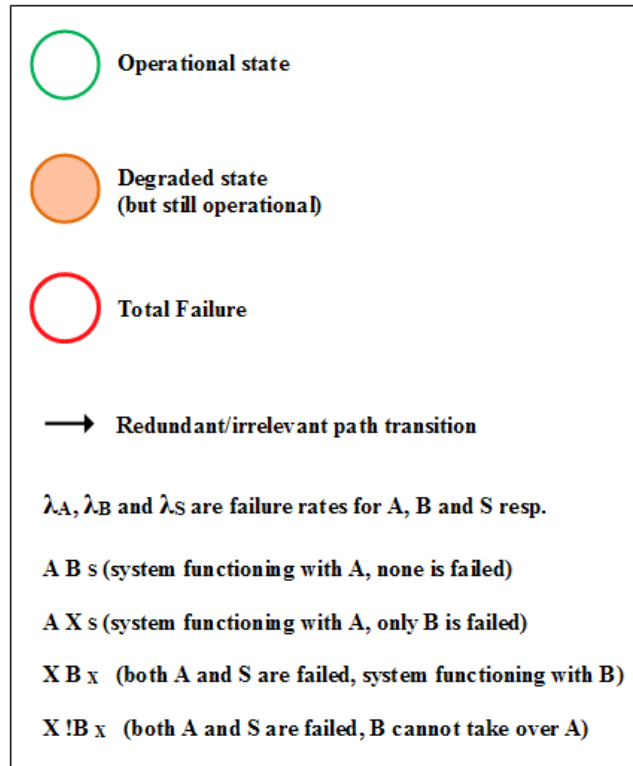 Operational state
Degraded state
(but still operational)
Total Failure
Redundant/irrelevant path transition
λA, λB and λS are failure rates for A, B and S resp.
A B s (system functioning with A, none is failed)
A X s (system functioning with A, only B is failed)
X B X (both A and S are failed, system functioning with B)
X !B X (both A and S are failed, B cannot take over A)